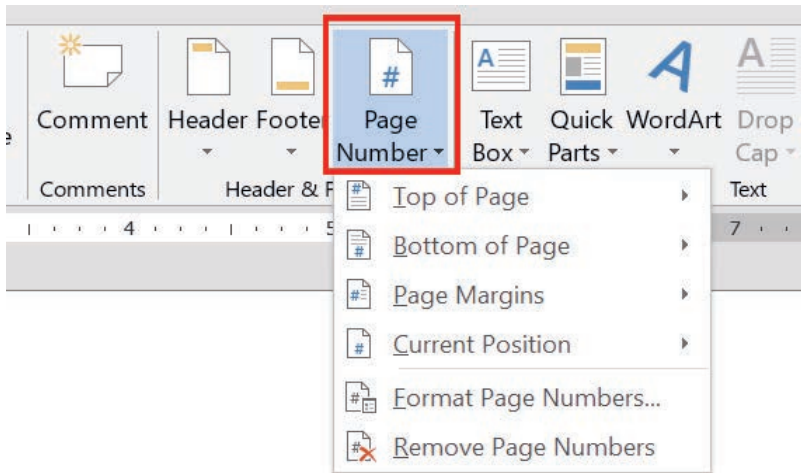 Comment Header Footer Page Text Quick WordArt Drop
Number Box Parts Cap
Comments Header & F Text
4 5 7
Top of Page
Bottom of Page
Page Margins
Current Position
Format Page Numbers...
Remove Page Numbers